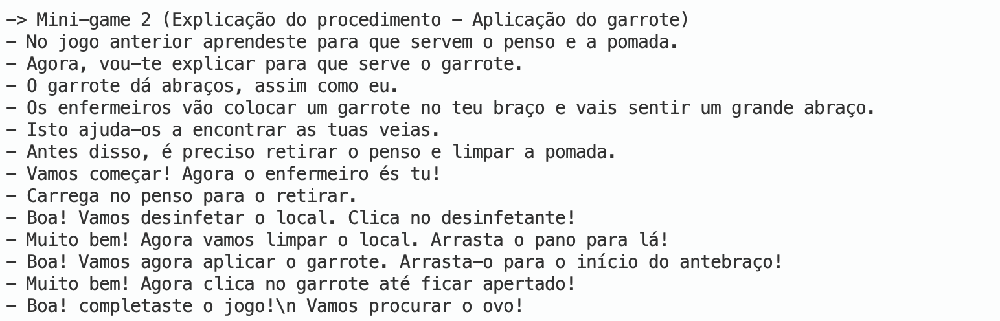 -> Mini-game 2 (Explicação do procedimento - Aplicação do garrote)
- No jogo anterior aprendeste para que servem o penso e a pomada.
- Agora, vou-te explicar para que serve o garrote.
- O garrote dá abraços, assim como eu.
- Os enfermeiros vão colocar um garrote no teu braço e vais sentir um grande abraço.
- Isto ajuda-os a encontrar as tuas veias.
- Antes disso, é preciso retirar o penso e limpar a pomada.
- Vamos começar! Agora o enfermeiro és tu!
- Carrega no penso para o retirar.
- Boa! Vamos desinfetar o local. Clica no desinfetante!
- Muito bem! Agora vamos limpar o local. Arrasta o pano para lá!
- Boa! Vamos agora aplicar o garrote. Arrasta-o para o início do antebraço!
- Muito bem! Agora clica no garrote até ficar apertado!
- Boa! completaste o jogo!\n Vamos procurar o ovo!